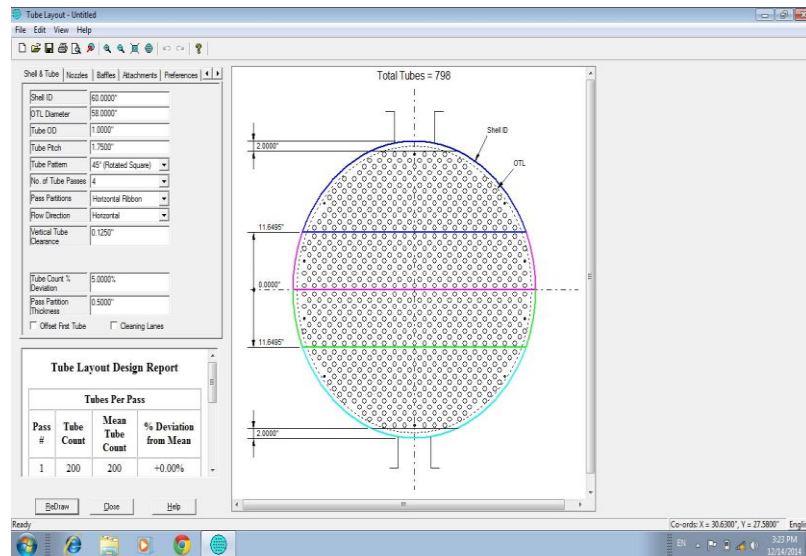 Tube Layout - Untitled
File Edit View Help
Shell & Tube Nozzles Baffles Attachments Preferences
Shell ID 60.0000"
OTL Diameter 58.0000"
Tube OD 1.0000"
Tube Pitch 1.7500"
Tube Pattern 45° (Rotated Square)
No. of Tube Passes 4
Pass Partitions Horizontal Ribbon
Row Direction Horizontal
Vertical Tube Clearance 0.1250"
Tube Count % Deviation 5.0000%
Pass Partition Thickness 0.5000"
Offset First Tube Cleaning Lanes
Tube Layout Design Report
Tubes Per Pass
Pass # Tube Count Mean Tube Count % Deviation from Mean
1 200 200 +0.00%
ReDraw Close Help
Total Tubes = 798
Shell ID
OTL
2.0000"
11.6495"
0.0000"
11.6495"
2.0000"
Ready
Co-ords: X = 30.6300", Y = 27.5800" Englis
EN 3:23 PM
12/14/2014